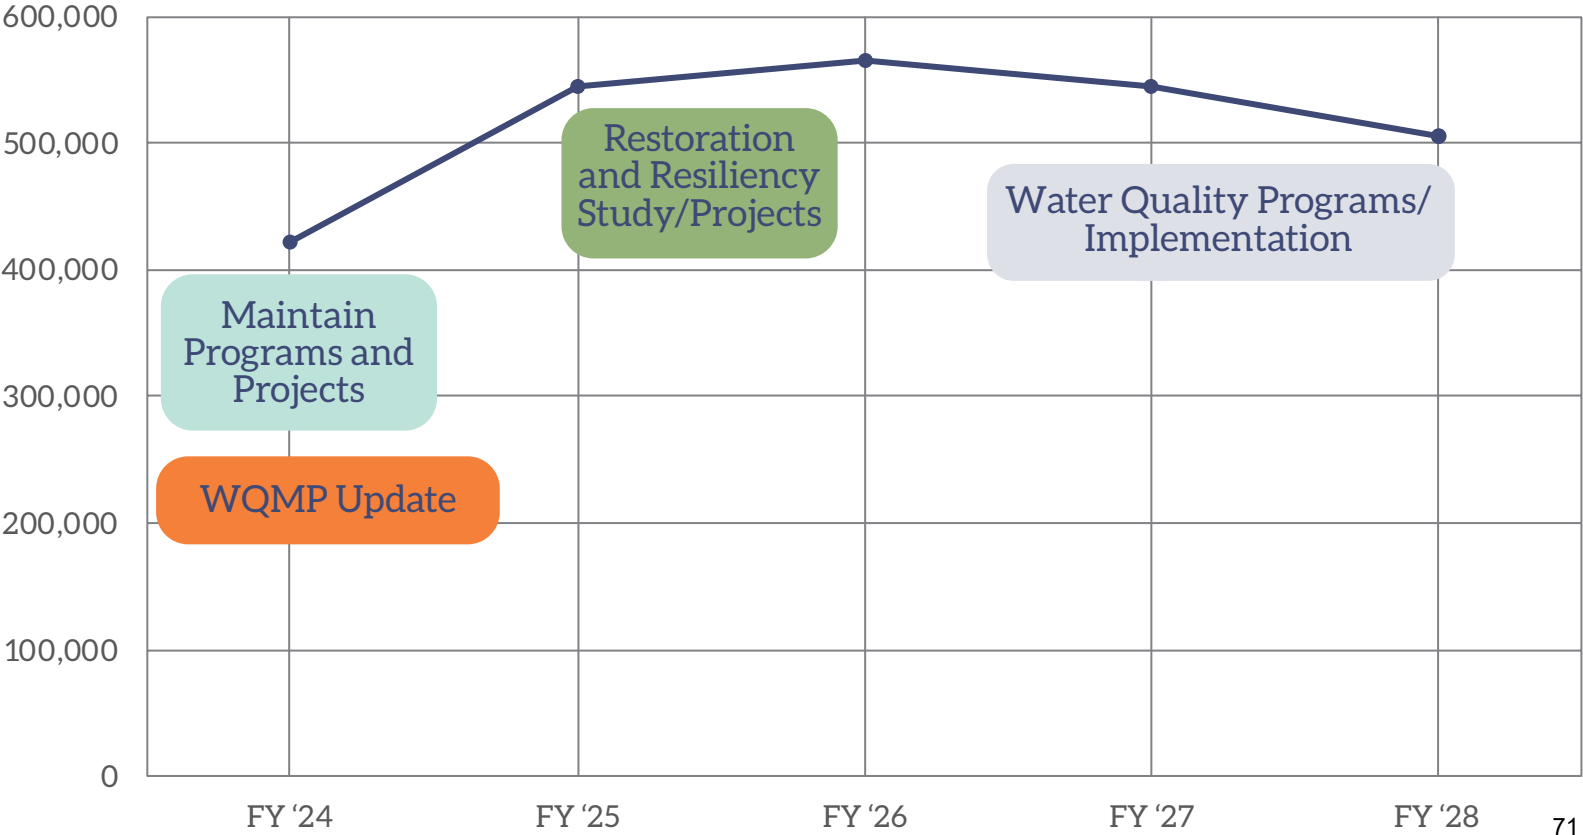 600,000
500,000
400,000
300,000
200,000
100,000
0
Restoration
and Resiliency
Study/Projects
Water Quality Programs/
Implementation
Maintain
Programs and
Projects
WQMP Update
FY ‘24
FY ‘25
FY ‘26
FY ‘27
FY ‘28
71